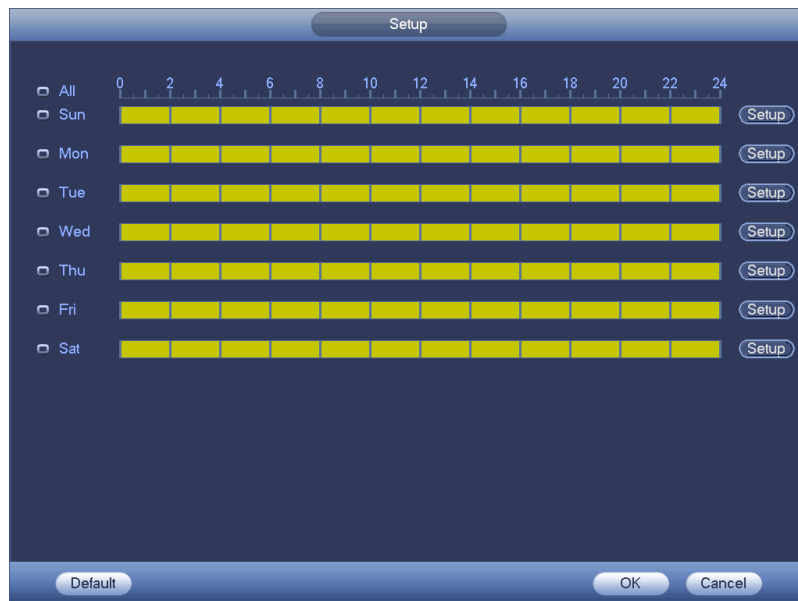 Setup
All 0 2 4 6 8 10 12 14 16 18 20 22 24
Sun Setup
Mon Setup
Tue Setup
Wed Setup
Thu Setup
Fri Setup
Sat Setup
Default OK Cancel